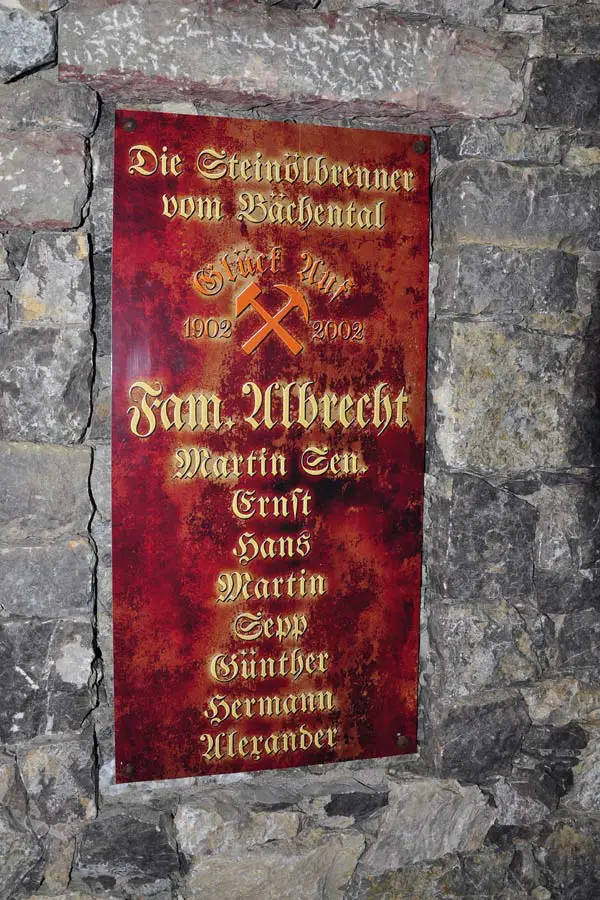 Die Steinölbrenner
vom Bächental
Glück Auf
1902 2002
Fam. Albrecht
Martin Sen.
Ernſt
Hans
Martin
Sepp
Günther
Hermann
Alexander